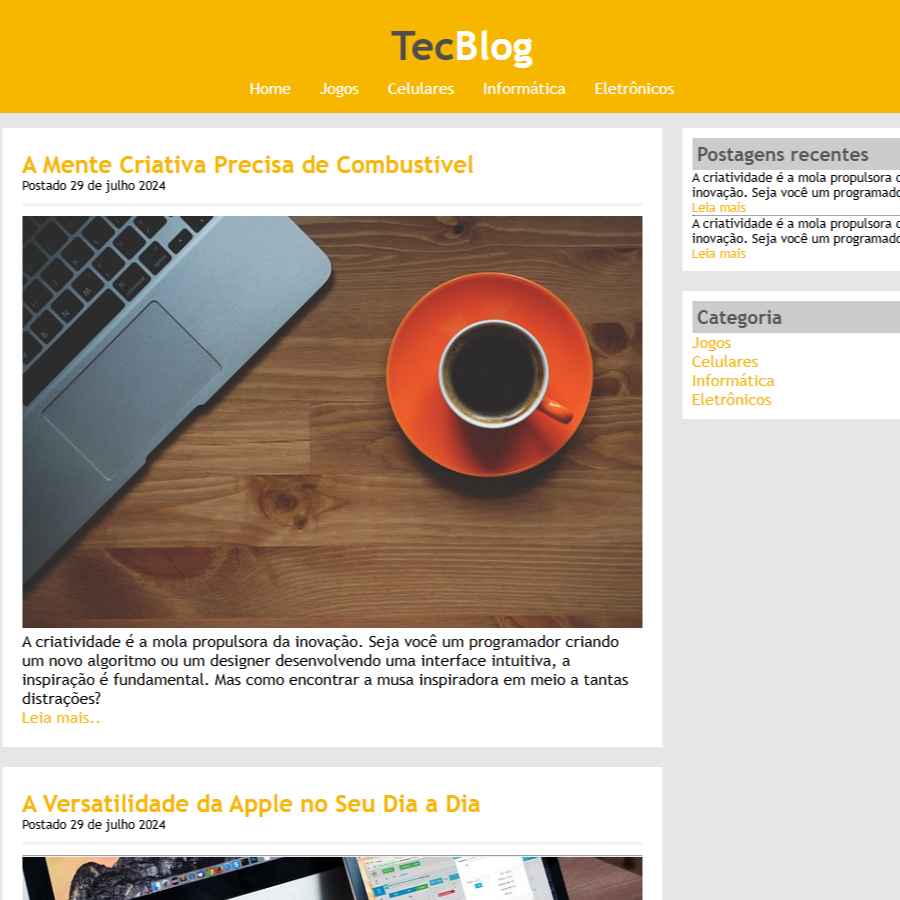 TecBlog
Home Jogos Celulares Informática Eletrônicos
A Mente Criativa Precisa de Combustível
Postado 29 de julho 2024
A criatividade é a mola propulsora da inovação. Seja você um programador criando
um novo algoritmo ou um designer desenvolvendo uma interface intuitiva, a
inspiração é fundamental. Mas como encontrar a musa inspiradora em meio a tantas
distrações?
Leia mais..
A Versatilidade da Apple no Seu Dia a Dia
Postado 29 de julho 2024
Postagens recentes
A criatividade é a mola propulsora
inovação. Seja você um programado
Leia mais
A criatividade é a mola propulsora
inovação. Seja você um programado
Leia mais
Categoria
Jogos
Celulares
Informática
Eletrônicos